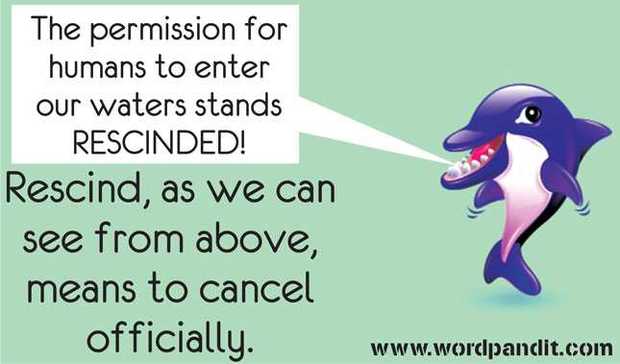 The permission for
humans to enter
our waters stands
RESCINDED!
Rescind, as we can
see from above,
means to cancel
officially.
www.wordpandit.com